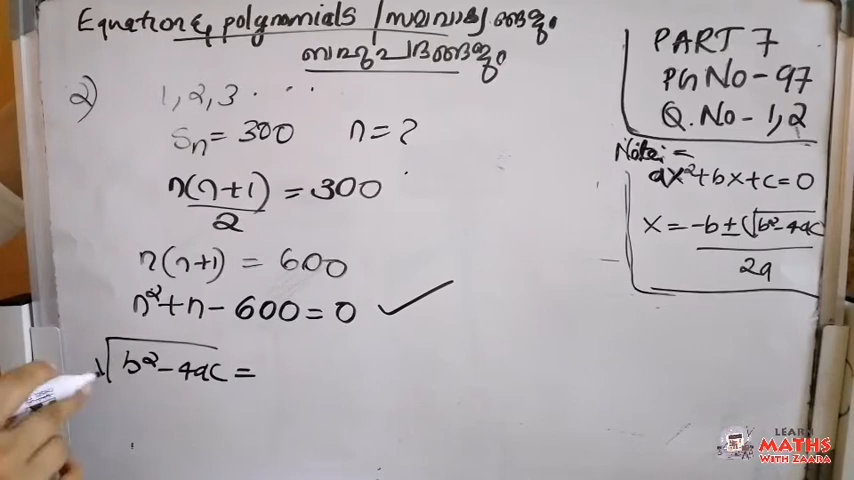 Equations, polynomials / സമവാക്യങ്ങളും
ബഹുപദങ്ങളും
PART 7
PG NO - 97
Q. No - 1, 2
2) 1, 2, 3 . . .
Sn = 300 n = ?
n(n+1)/2 = 300
n(n+1) = 600
n²+n-600=0 ✓
√b²-4ac =
Note: =
ax²+bx+c=0
x = -b±√b²-4ac / 2a
LEARN
MATHS
WITH ZAARA